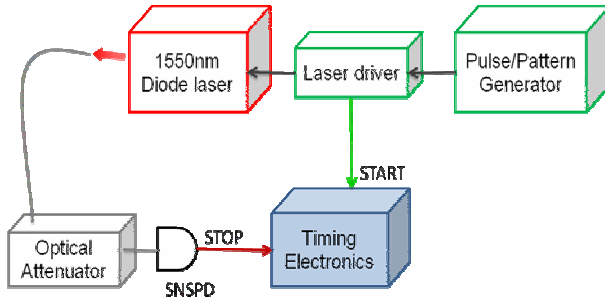 1550nm
Diode laser
Laser driver
Pulse/Pattern
Generator
START
Optical
Attenuator
STOP
SNSPD
Timing
Electronics